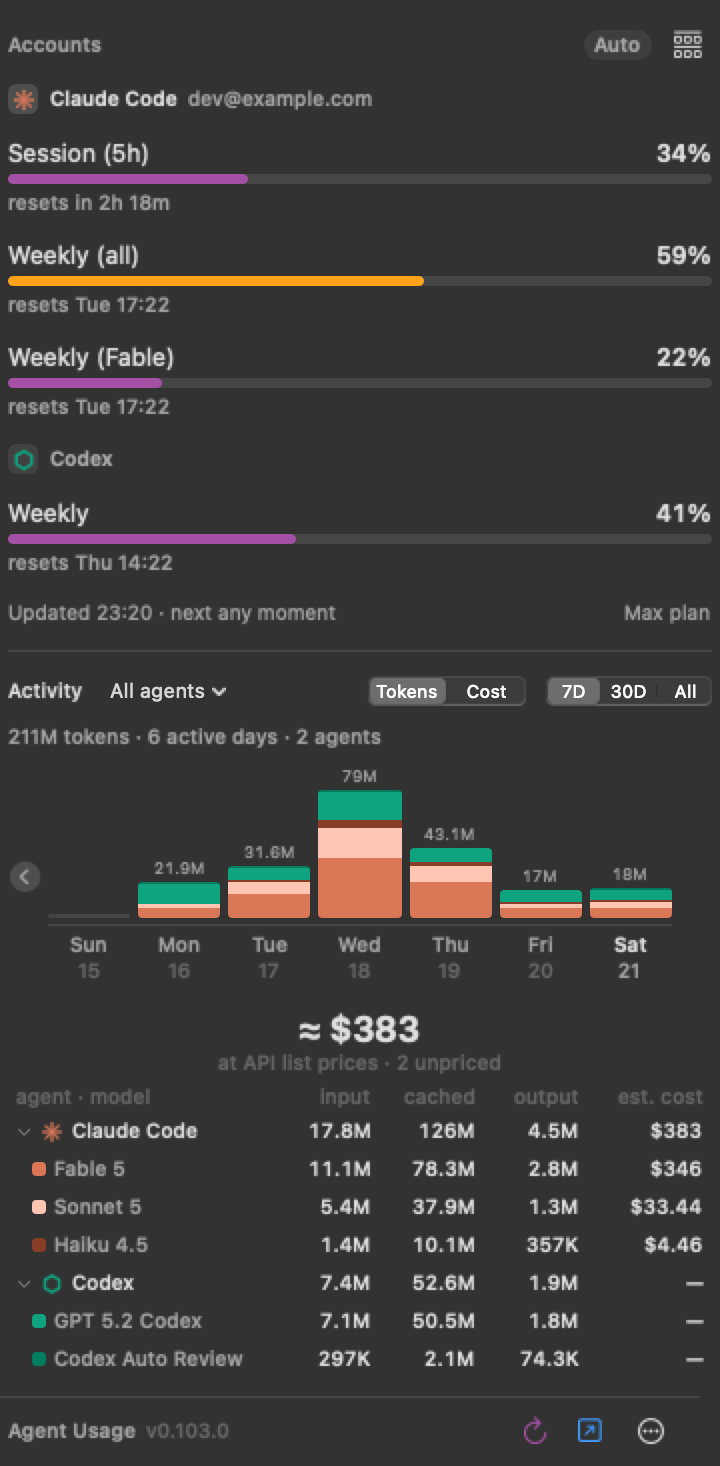 Accounts Auto
Claude Code dev@example.com
Session (5h) 34%
resets in 2h 18m
Weekly (all) 59%
resets Tue 17:22
Weekly (Fable) 22%
resets Tue 17:22
Codex
Weekly 41%
resets Thu 14:22
Updated 23:20 · next any moment Max plan
Activity All agents Tokens Cost 7D 30D All
211M tokens · 6 active days · 2 agents
79M
43.1M
31.6M
21.9M 17M 18M
Sun Mon Tue Wed Thu Fri Sat
15 16 17 18 19 20 21
≈ $383
at API list prices · 2 unpriced
agent · model input cached output est. cost
Claude Code 17.8M 126M 4.5M $383
Fable 5 11.1M 78.3M 2.8M $346
Sonnet 5 5.4M 37.9M 1.3M $33.44
Haiku 4.5 1.4M 10.1M 357K $4.46
Codex 7.4M 52.6M 1.9M —
GPT 5.2 Codex 7.1M 50.5M 1.8M —
Codex Auto Review 297K 2.1M 74.3K —
Agent Usage v0.103.0